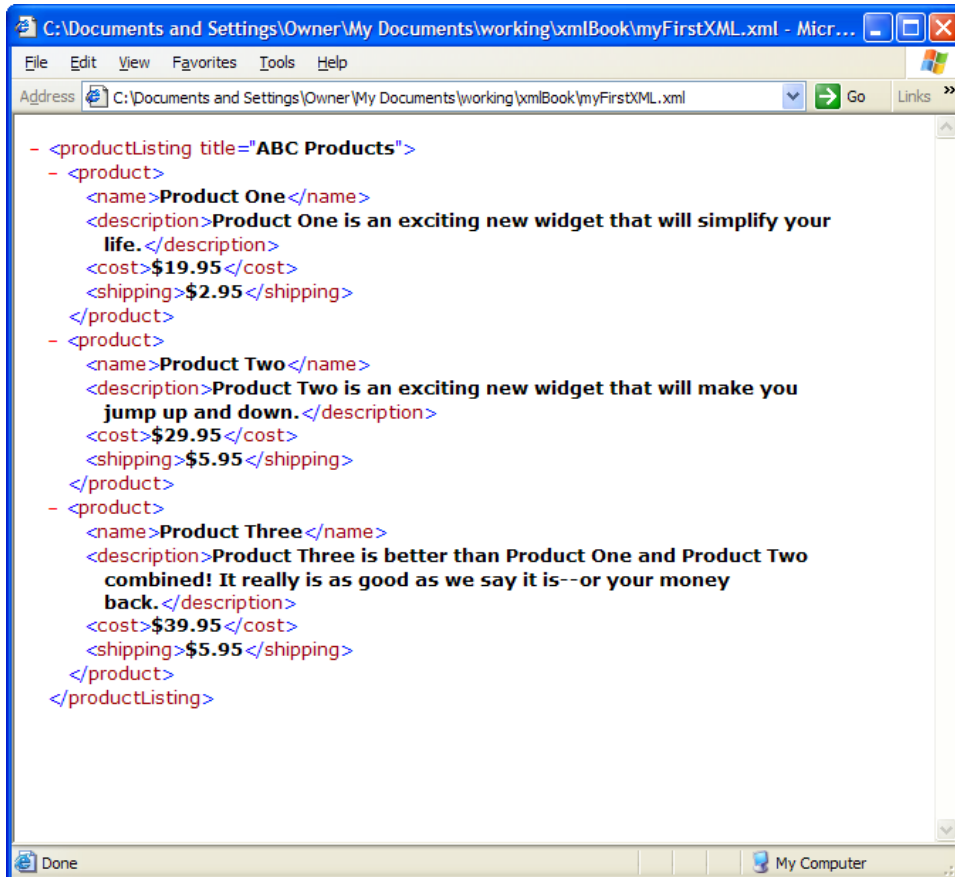 C:\Documents and Settings\Owner\My Documents\working\xmlBook\myFirstXML.xml - Micr...
File Edit View Favorites Tools Help
Address C:\Documents and Settings\Owner\My Documents\working\xmlBook\myFirstXML.xml Go Links »
- <productListing title="ABC Products">
- <product>
<name>Product One</name>
<description>Product One is an exciting new widget that will simplify your
life.</description>
<cost>$19.95</cost>
<shipping>$2.95</shipping>
</product>
- <product>
<name>Product Two</name>
<description>Product Two is an exciting new widget that will make you
jump up and down.</description>
<cost>$29.95</cost>
<shipping>$5.95</shipping>
</product>
- <product>
<name>Product Three</name>
<description>Product Three is better than Product One and Product Two
combined! It really is as good as we say it is--or your money
back.</description>
<cost>$39.95</cost>
<shipping>$5.95</shipping>
</product>
</productListing>
Done My Computer